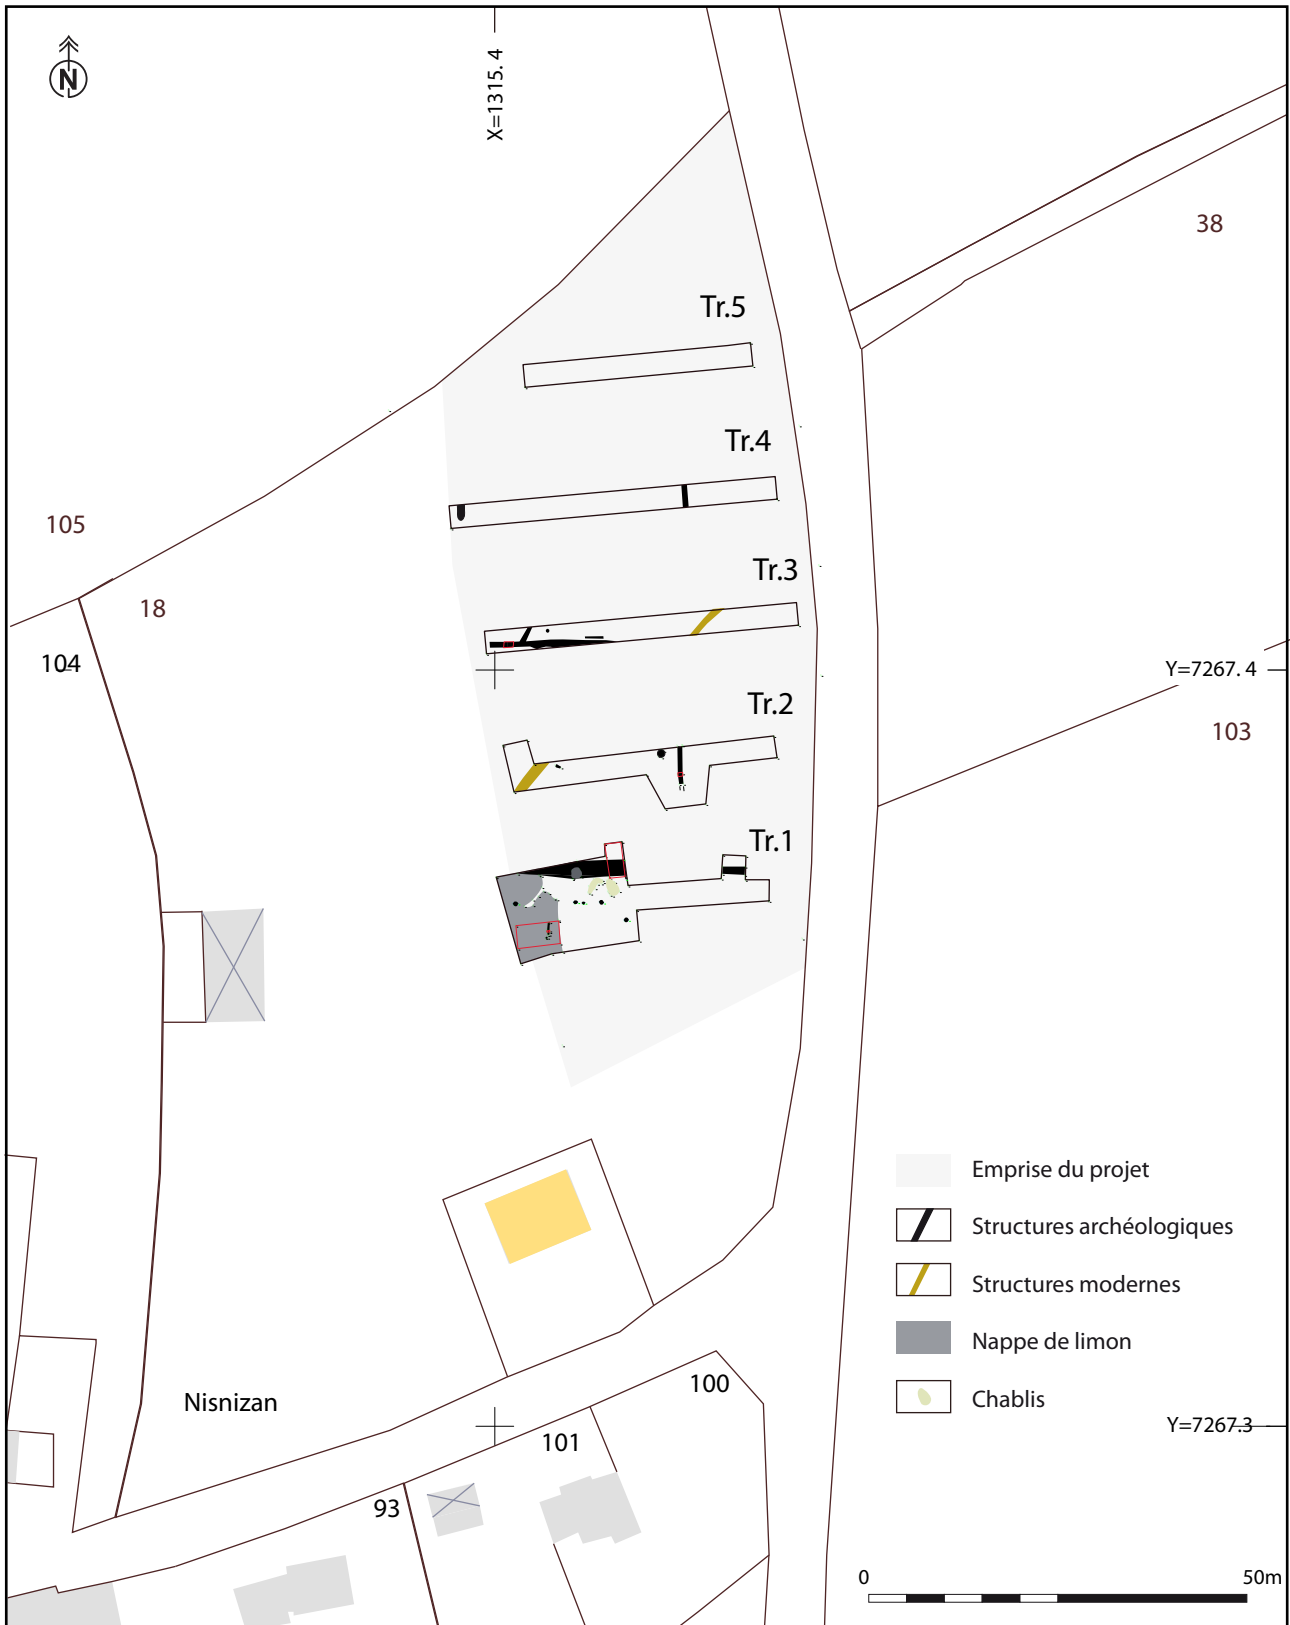 N
X=1315. 4
38
Tr.5
Tr.4
105
Tr.3
18
104
Y=7267. 4
Tr.2
103
Tr.1
Emprise du projet
Structures archéologiques
Structures modernes
Nappe de limon
100
Chablis
Nisnizan
Y=7267.3
101
93
0 50m